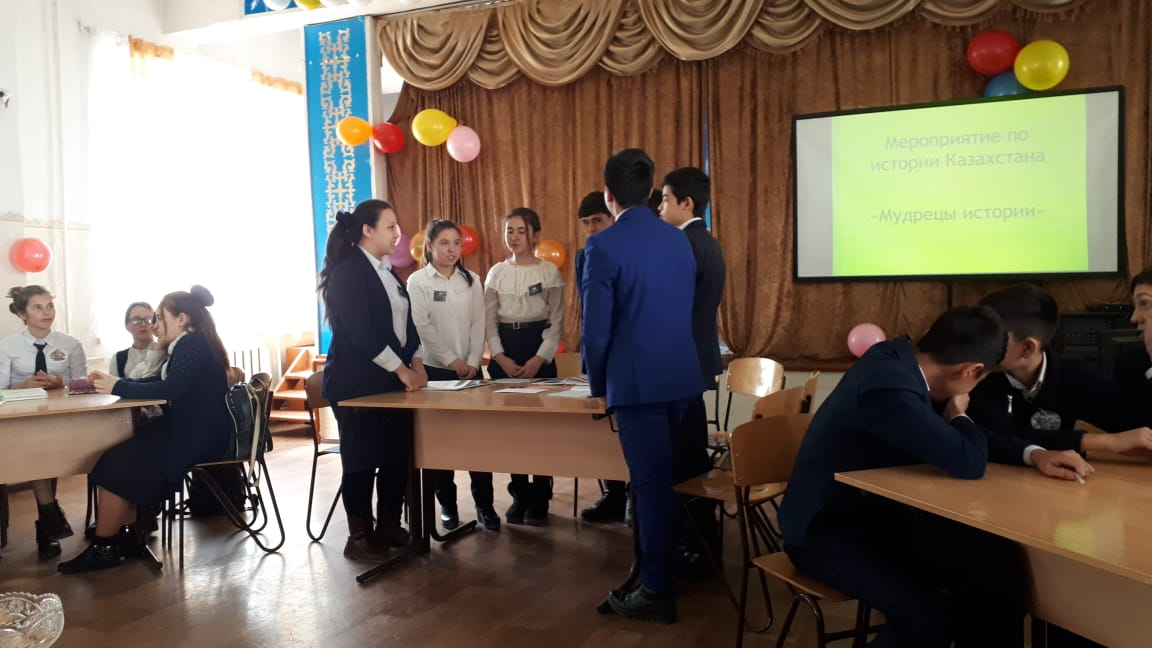 Мероприятие по
истории Казахстана
«Мудрецы истории»